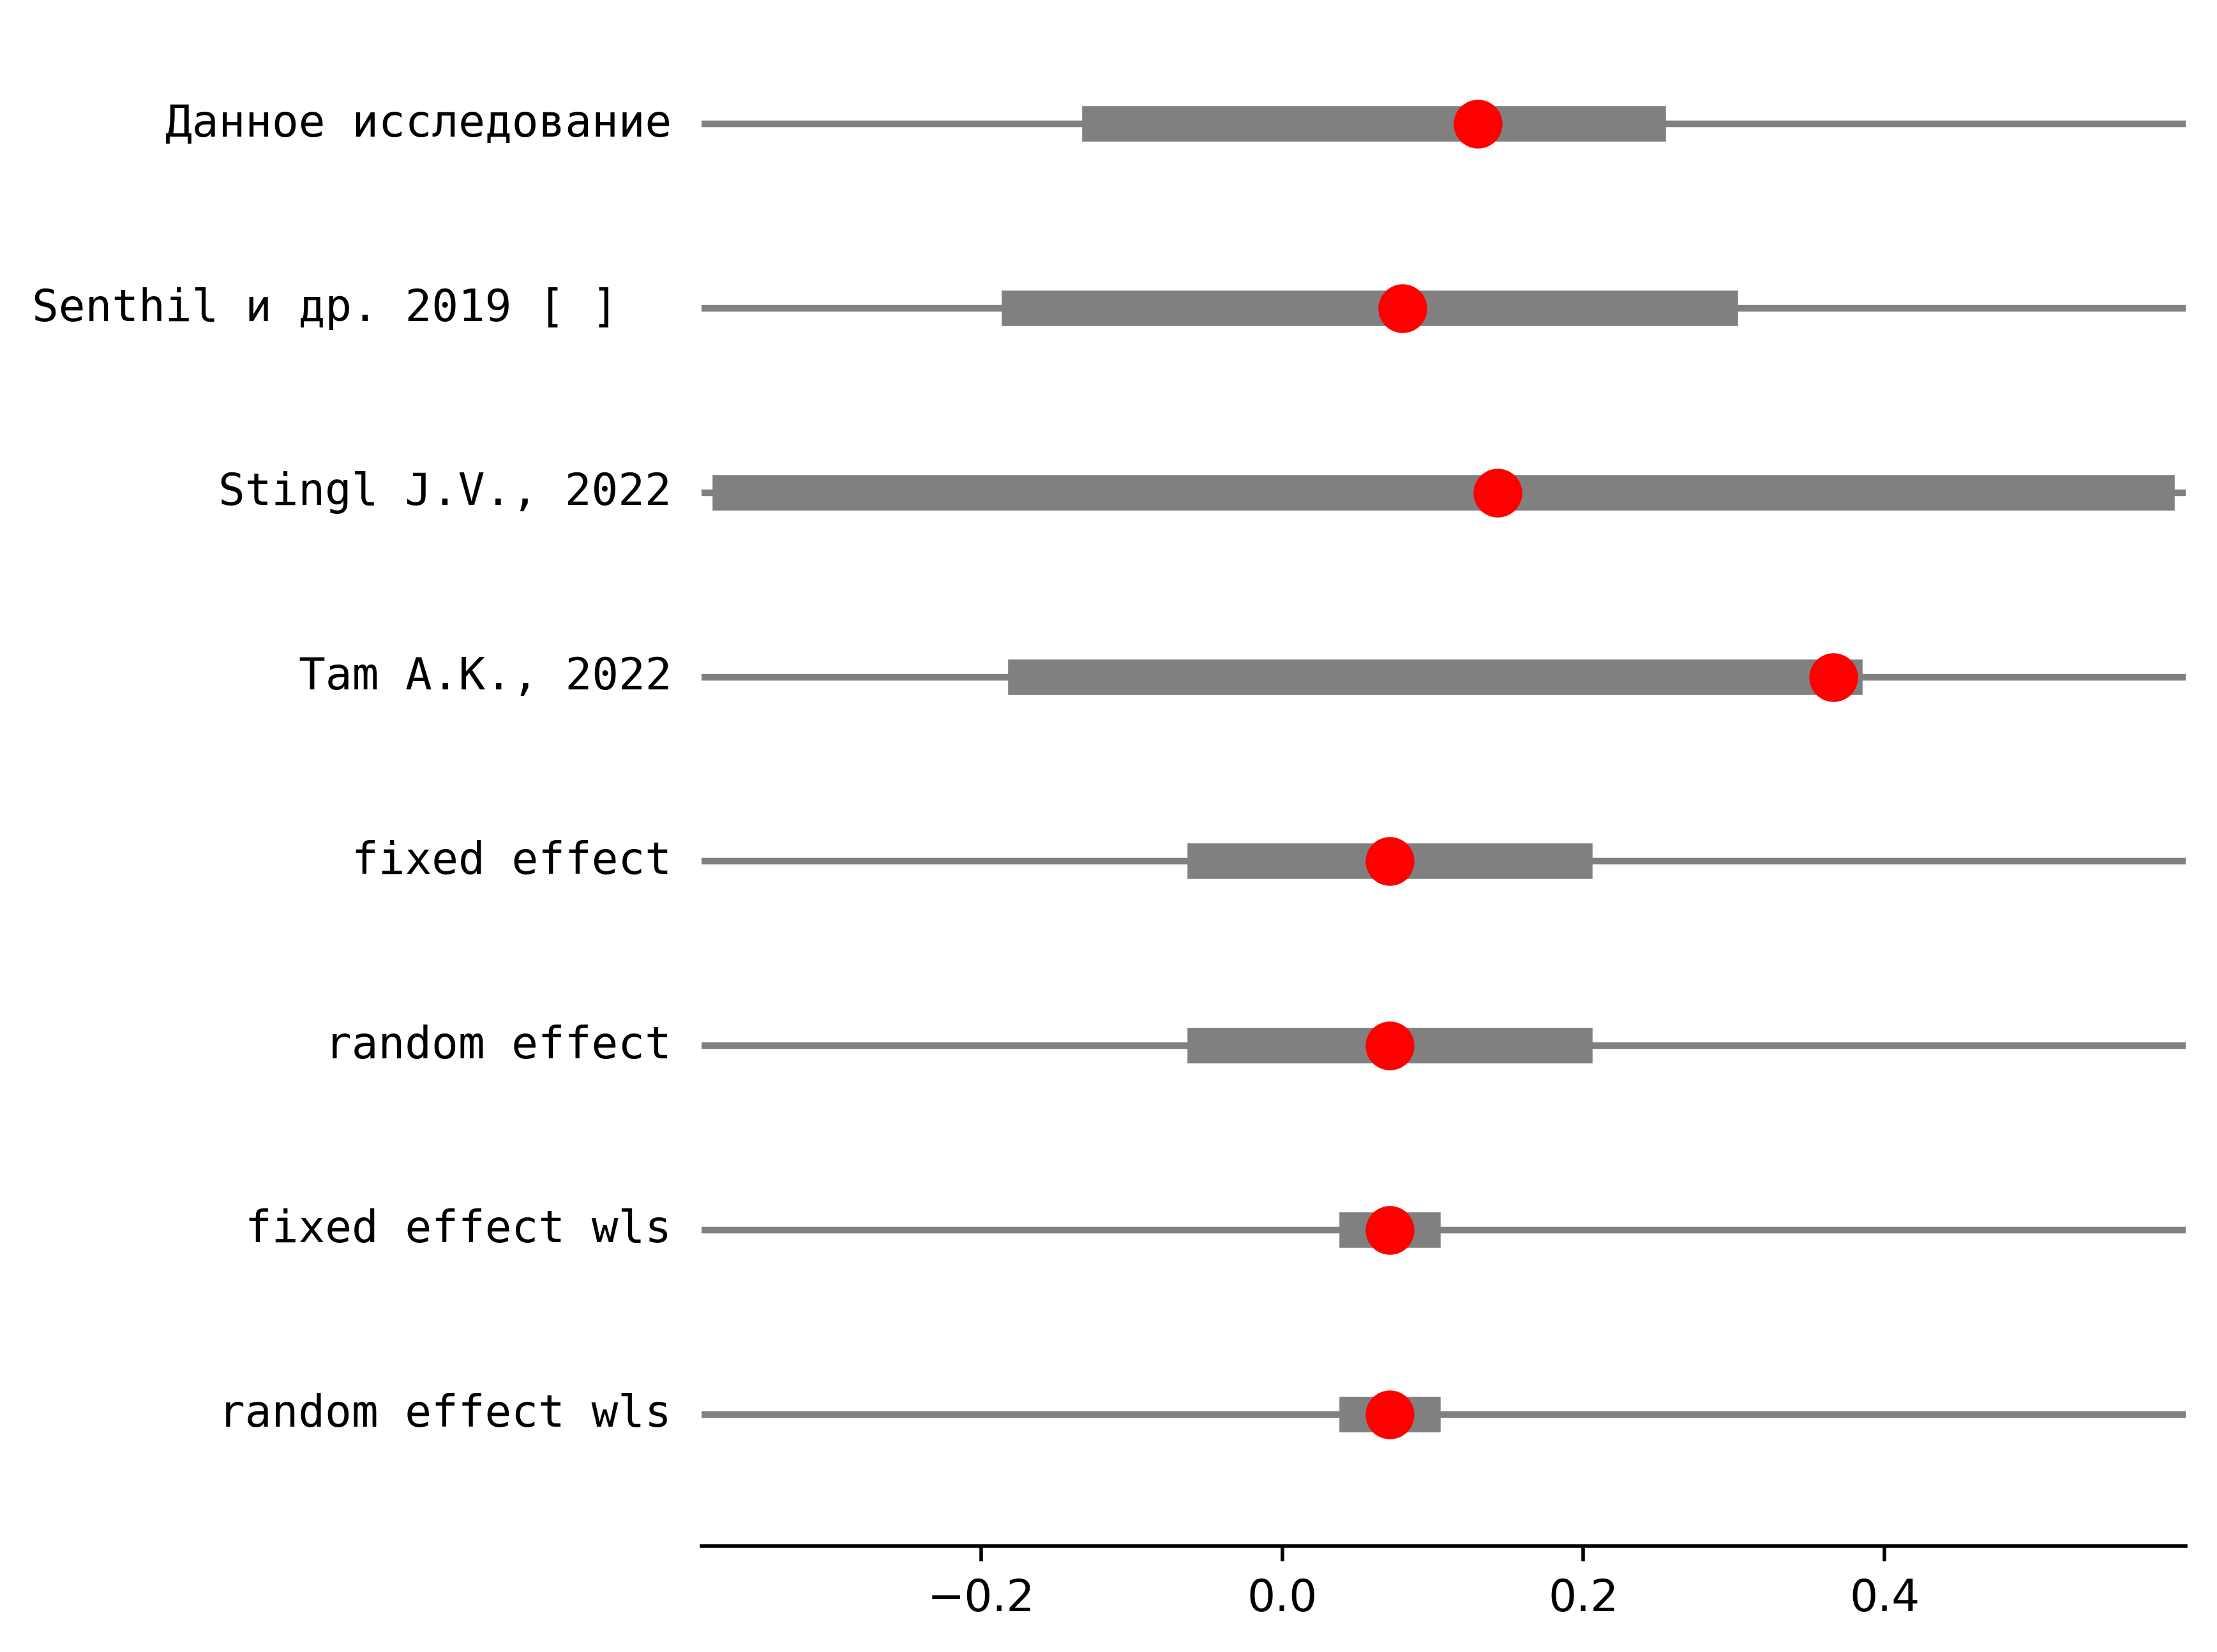 Данное исследование
Senthil и др. 2019 [ ]
Stingl J.V., 2022
Tam A.K., 2022
fixed effect
random effect
fixed effect wls
random effect wls
−0.2 0.0 0.2 0.4